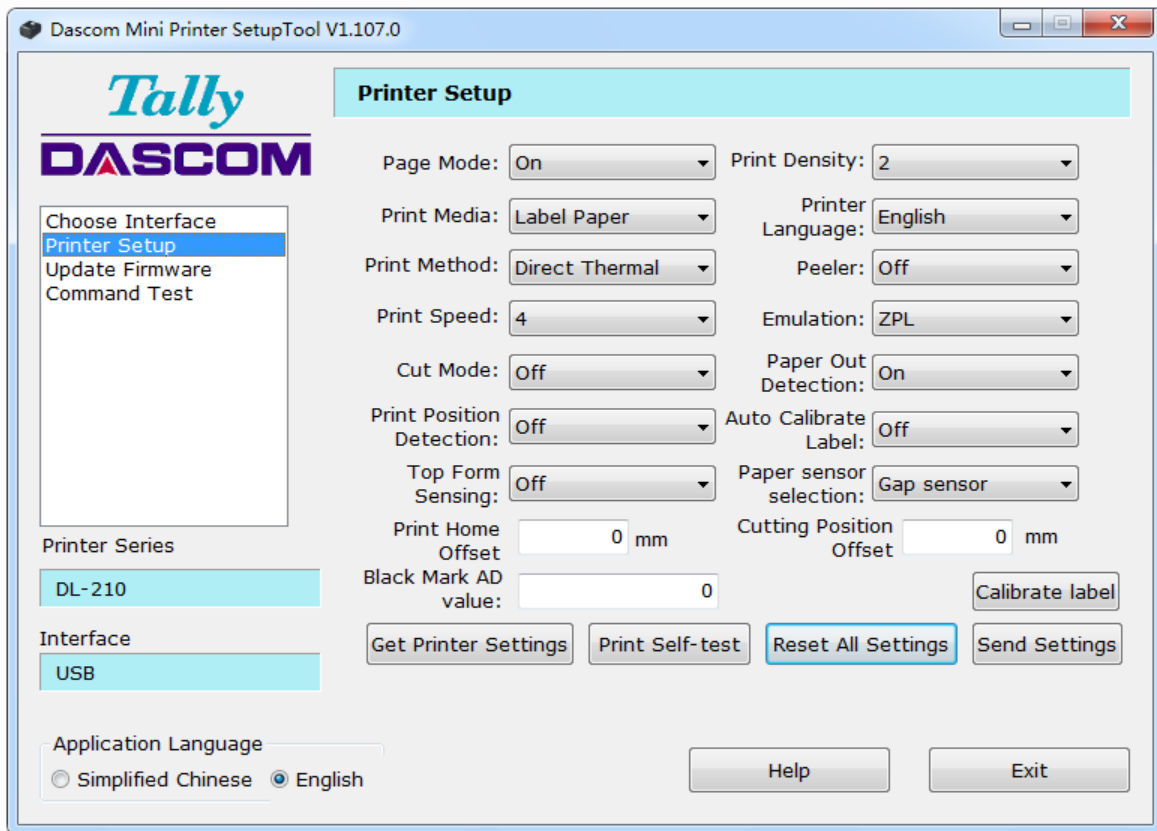 Dascom Mini Printer SetupTool V1.107.0
Tally
DASCOM
Choose Interface
Printer Setup
Update Firmware
Command Test
Printer Series
DL-210
Interface
USB
Application Language
Simplified Chinese English
Printer Setup
Page Mode: On
Print Density: 2
Print Media: Label Paper
Printer
Language: English
Print Method: Direct Thermal
Peeler: Off
Print Speed: 4
Emulation: ZPL
Cut Mode: Off
Paper Out
Detection: On
Print Position
Detection: Off
Auto Calibrate
Label: Off
Top Form
Sensing: Off
Paper sensor
selection: Gap sensor
Print Home
Offset 0 mm
Cutting Position
Offset 0 mm
Black Mark AD
value: 0
Calibrate label
Get Printer Settings Print Self-test Reset All Settings Send Settings
Help Exit